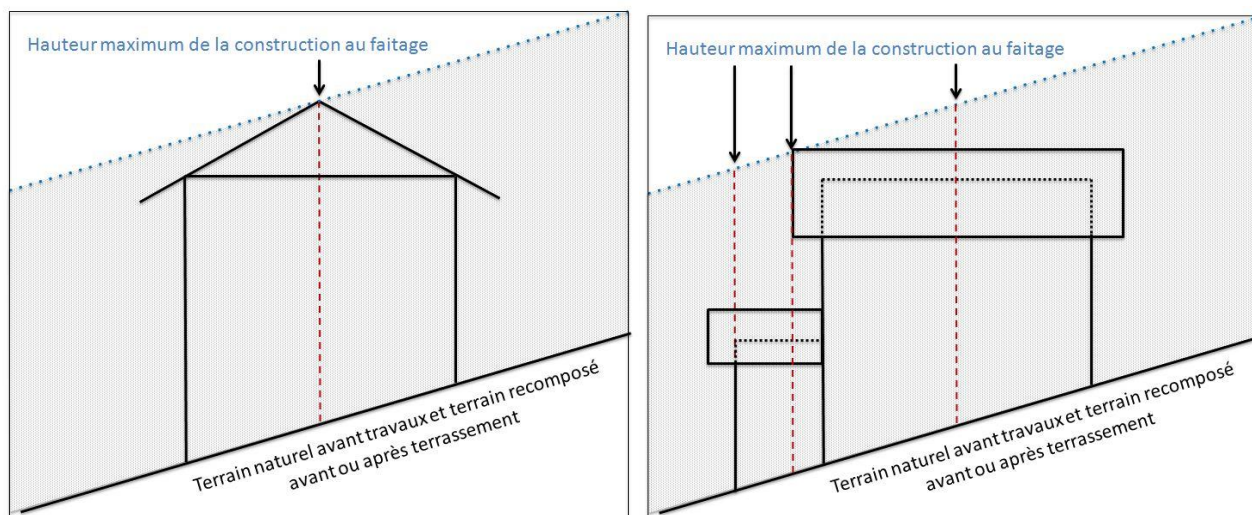 Hauteur maximum de la construction au faitage
Terrain naturel avant travaux et terrain recomposé
avant ou après terrassement
Hauteur maximum de la construction au faitage
Terrain naturel avant travaux et terrain recomposé
avant ou après terrassement